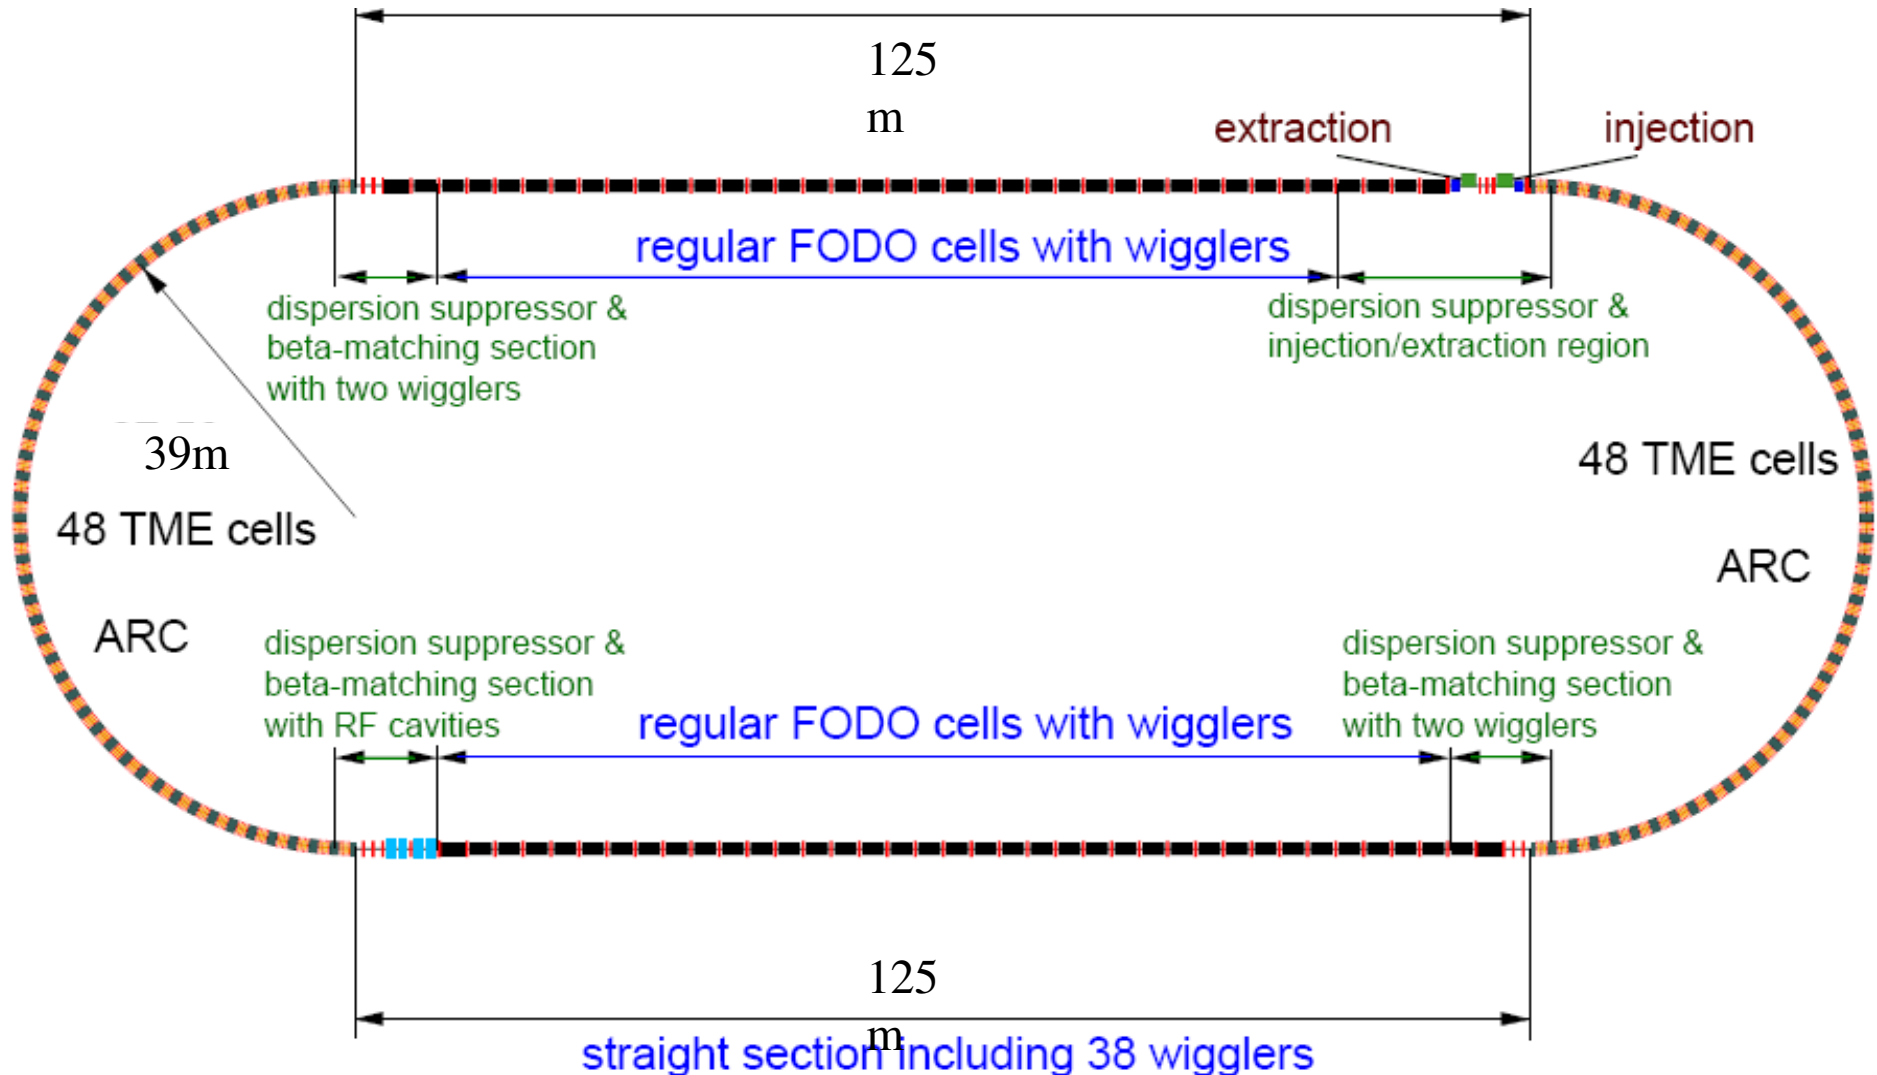 125
m
extraction
injection
regular FODO cells with wigglers
dispersion suppressor &
beta-matching section
with two wigglers
dispersion suppressor &
injection/extraction region
39m
48 TME cells
ARC
48 TME cells
ARC
dispersion suppressor &
beta-matching section
with RF cavities
regular FODO cells with wigglers
dispersion suppressor &
beta-matching section
with two wigglers
125
m
straight section including 38 wigglers